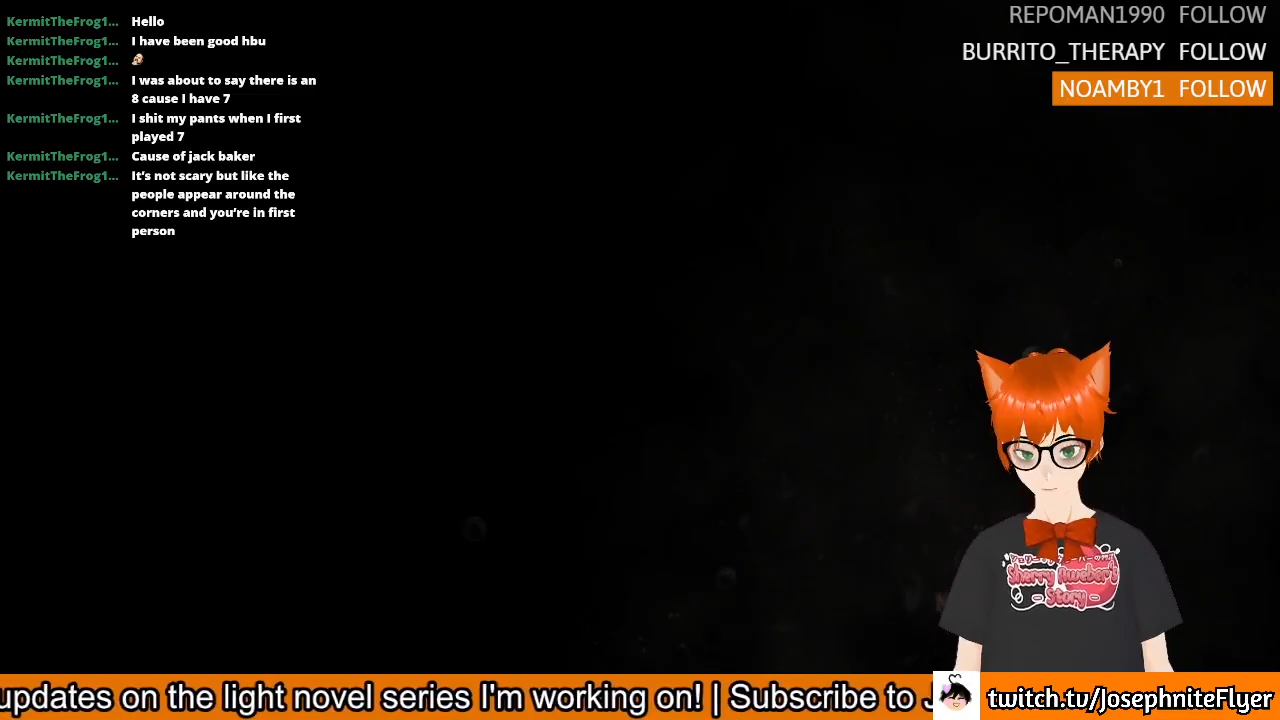 KermitTheFrog1... Hello
KermitTheFrog1... I have been good hbu
KermitTheFrog1...
KermitTheFrog1... I was about to say there is an
8 cause I have 7
KermitTheFrog1... I shit my pants when I first
played 7
KermitTheFrog1... Cause of jack baker
KermitTheFrog1... It's not scary but like the
people appear around the
corners and you're in first
person
REPOMAN1990 FOLLOW
BURRITO_THERAPY FOLLOW
NOAMBY1 FOLLOW
Sherry Aweber's
- Story -
updates on the light novel series I'm working on! | Subscribe to J
twitch.tv/JosephniteFlyer